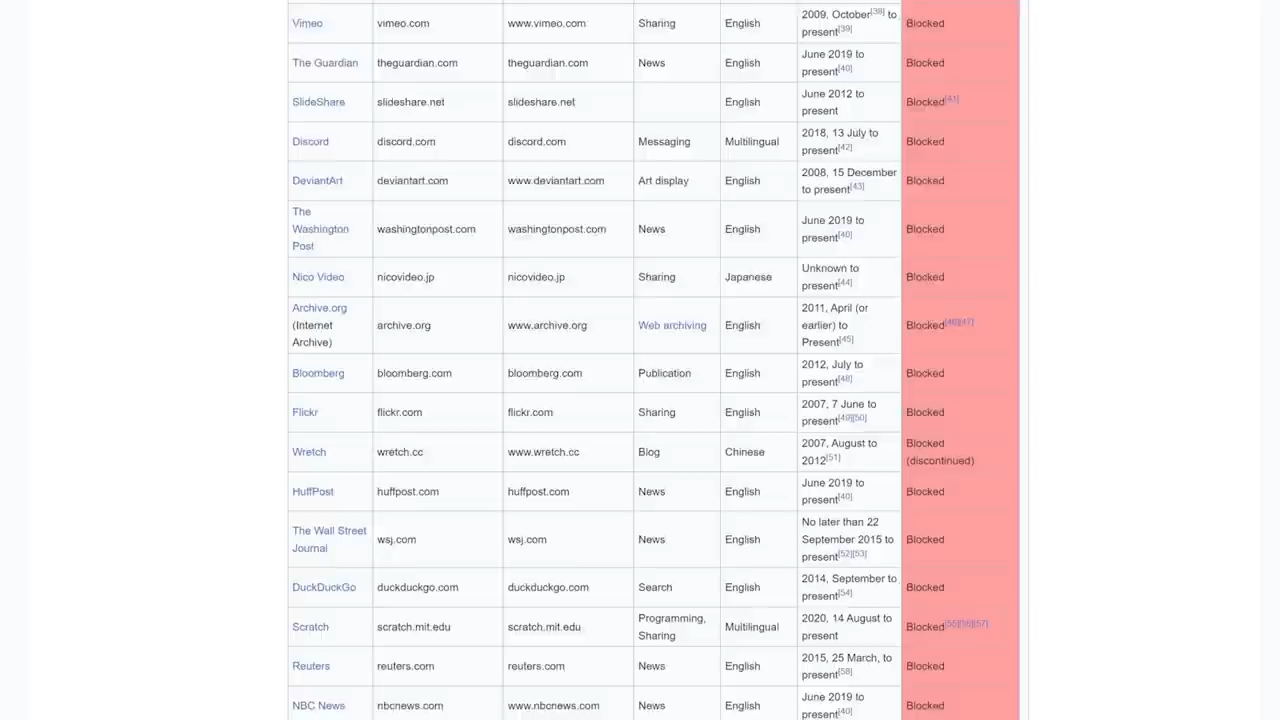 Vimeo vimeo.com www.vimeo.com Sharing English 2009, October[38] to present[39] Blocked
The Guardian theguardian.com theguardian.com News English June 2019 to present[40] Blocked
SlideShare slideshare.net slideshare.net English June 2012 to present Blocked[41]
Discord discord.com discord.com Messaging Multilingual 2018, 13 July to present[42] Blocked
DeviantArt deviantart.com www.deviantart.com Art display English 2008, 15 December to present[43] Blocked
The Washington Post washingtonpost.com washingtonpost.com News English June 2019 to present[40] Blocked
Nico Video nicovideo.jp nicovideo.jp Sharing Japanese Unknown to present[44] Blocked
Archive.org (Internet Archive) archive.org www.archive.org Web archiving English 2011, April (or earlier) to Present[45] Blocked[46][47]
Bloomberg bloomberg.com bloomberg.com Publication English 2012, July to present[48] Blocked
Flickr flickr.com flickr.com Sharing English 2007, 7 June to present[49][50] Blocked
Wretch wretch.cc www.wretch.cc Blog Chinese 2007, August to 2012[51] Blocked (discontinued)
HuffPost huffpost.com huffpost.com News English June 2019 to present[40] Blocked
The Wall Street Journal wsj.com wsj.com News English No later than 22 September 2015 to present[52][53] Blocked
DuckDuckGo duckduckgo.com duckduckgo.com Search English 2014, September to present[54] Blocked
Scratch scratch.mit.edu scratch.mit.edu Programming, Sharing Multilingual 2020, 14 August to present Blocked[55][56][57]
Reuters reuters.com reuters.com News English 2015, 25 March, to present[58] Blocked
NBC News nbcnews.com www.nbcnews.com News English June 2019 to present[40] Blocked